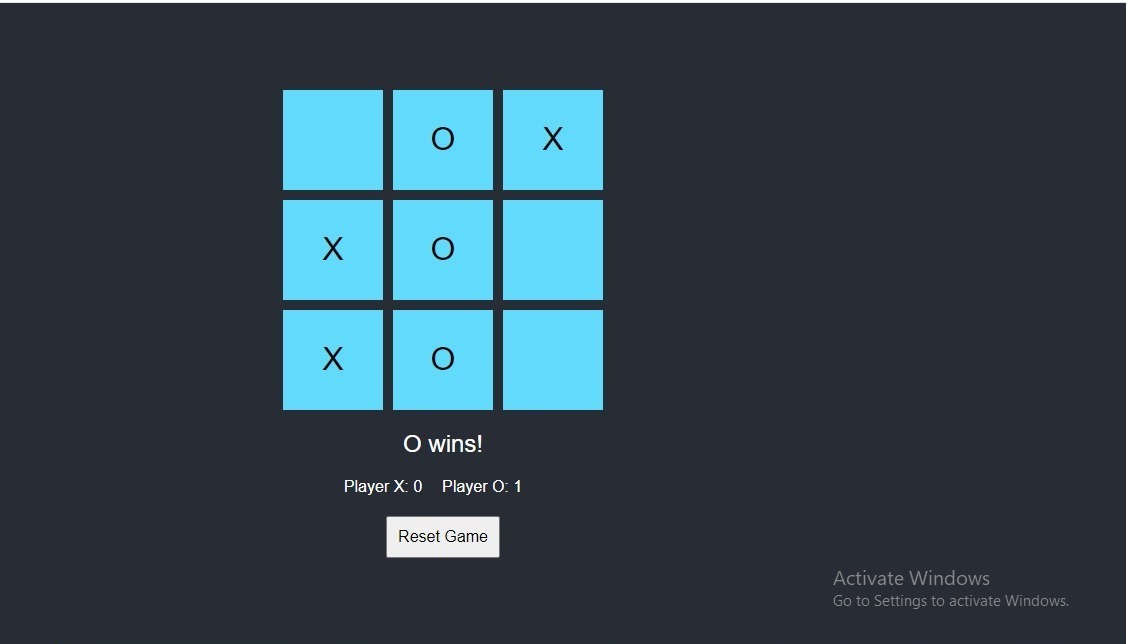 O X
X O
X O
O wins!
Player X: 0 Player O: 1
Reset Game
Activate Windows
Go to Settings to activate Windows.